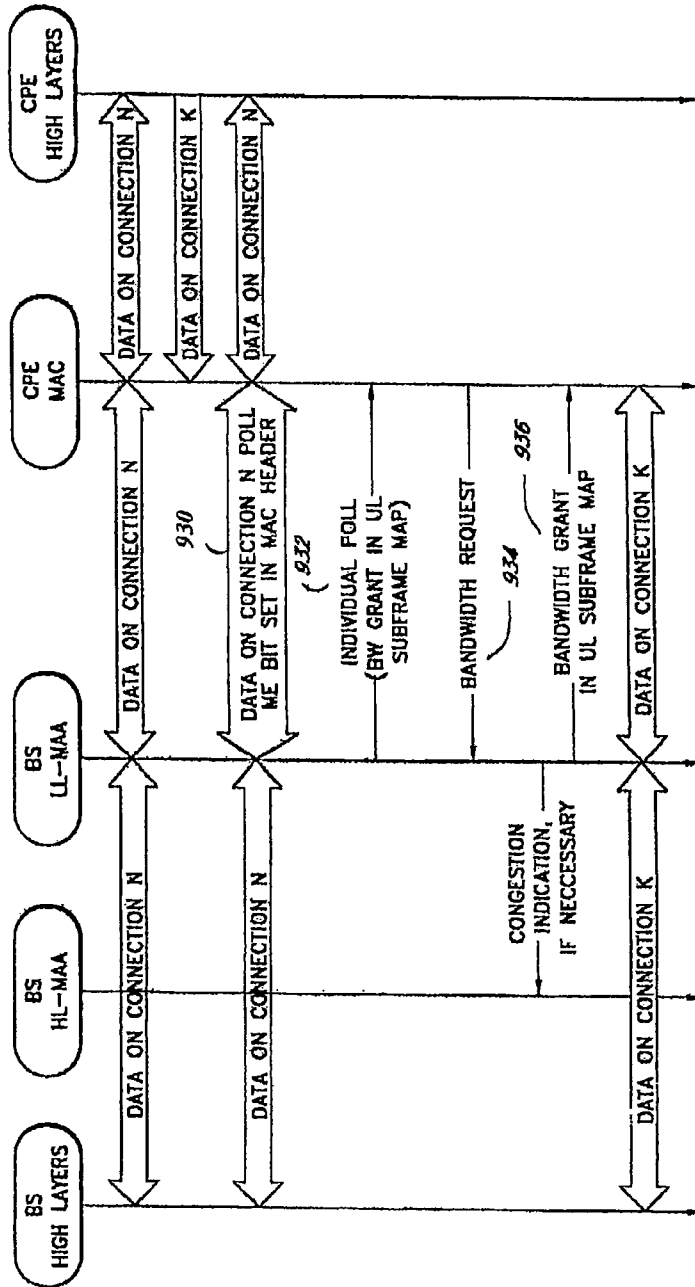 BS
HIGH LAYERS
BS
HL-MAA
BS
LL-MAA
CPE
MAC
CPE
HIGH LAYERS
DATA ON CONNECTION N
DATA ON CONNECTION N
DATA ON CONNECTION N
DATA ON CONNECTION K
930
DATA ON CONNECTION N
DATA ON CONNECTION N POLL
ME BIT SET IN MAC HEADER
DATA ON CONNECTION N
932
INDIVIDUAL POLL
(BW GRANT IN UL
SUBFRAME MAP)
BANDWIDTH REQUEST
934
CONGESTION
INDICATION,
IF NECCESSARY
936
BANDWIDTH GRANT
IN UL SUBFRAME MAP
DATA ON CONNECTION K
DATA ON CONNECTION K